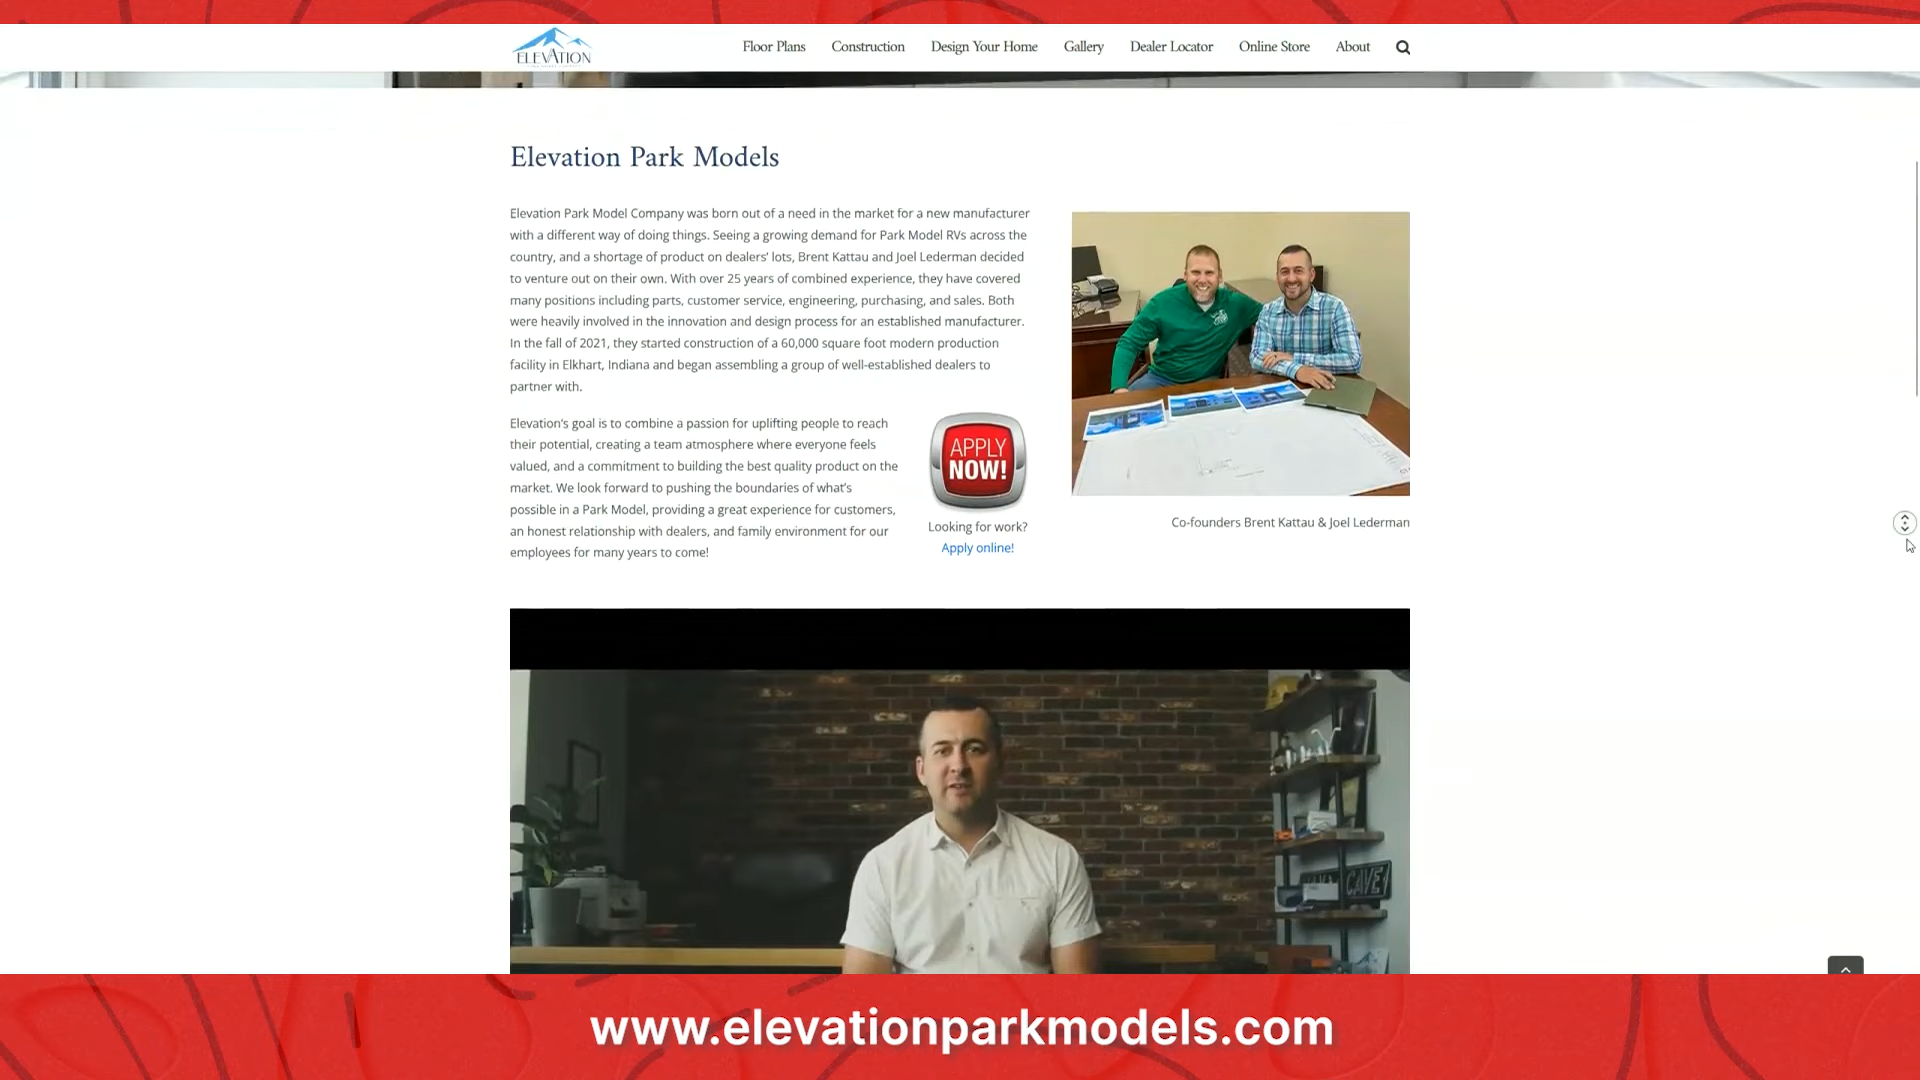 ELEVATION
Floor Plans
Construction
Design Your Home
Gallery
Dealer Locator
Online Store
About
Elevation Park Models
Elevation Park Model Company was born out of a need in the market for a new manufacturer
with a different way of doing things. Seeing a growing demand for Park Model RVs across the
country, and a shortage of product on dealers' lots, Brent Kattau and Joel Lederman decided
to venture out on their own. With over 25 years of combined experience, they have covered
many positions including parts, customer service, engineering, purchasing, and sales. Both
were heavily involved in the innovation and design process for an established manufacturer.
In the fall of 2021, they started construction of a 60,000 square foot modern production
facility in Elkhart, Indiana and began assembling a group of well-established dealers to
partner with.
Elevation's goal is to combine a passion for uplifting people to reach
their potential, creating a team atmosphere where everyone feels
valued, and a commitment to building the best quality product on the
market. We look forward to pushing the boundaries of what's
possible in a Park Model, providing a great experience for customers,
an honest relationship with dealers, and family environment for our
employees for many years to come!
APPLY
NOW!
Looking for work?
Apply online!
Co-founders Brent Kattau & Joel Lederman
CAVE
www.elevationparkmodels.com